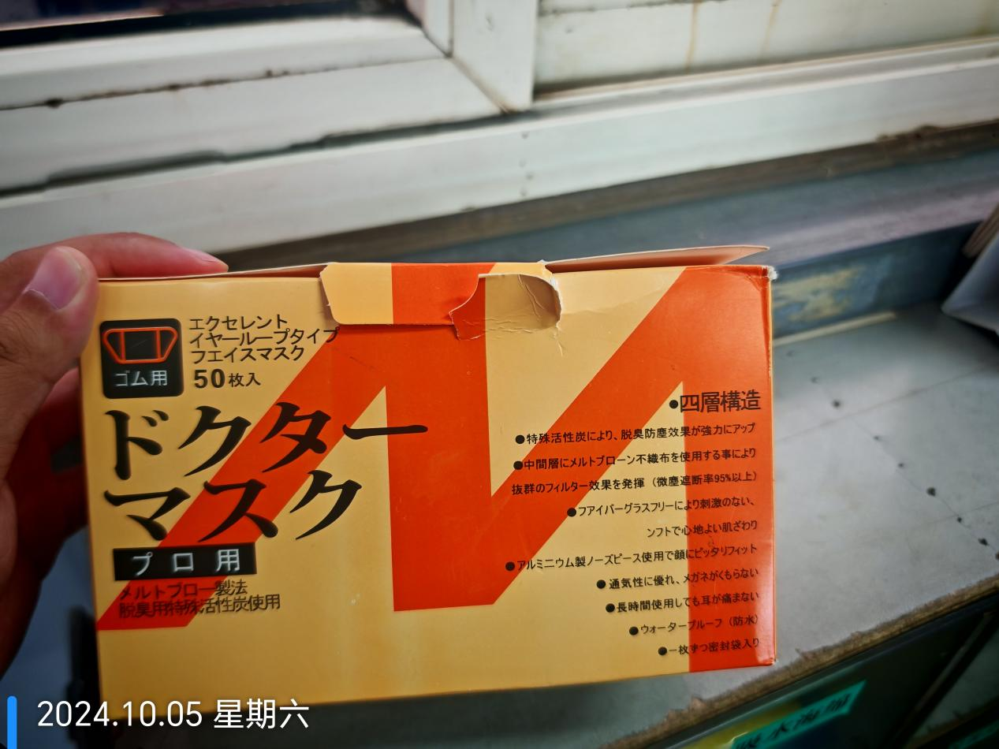 エクセレント
イヤーループタイプ
フエイスマスク
50枚入
ゴム用
ドクター
マスク
プロ用
メルトブロー製法
脱臭用特殊活性炭使用
●四層構造
●特殊活性炭により、脱臭防塵効果が強力にアップ
●中間層にメルトブローン不織布を使用する事により
抜群のフィルター効果を発揮（微塵遮断率95%以上）
●フアイバーグラスフリーにより刺激のない、
ンフトで心地よい肌ざわり
●アルミニウム製ノーズピース使用で顔にピッタリフィット
●通気性に優れ、メガネがくもらない
●長時間使用しても耳が痛まない
●ウォータープルーフ（防水）
●一枚ずつ密封袋入り
2024.10.05 星期六